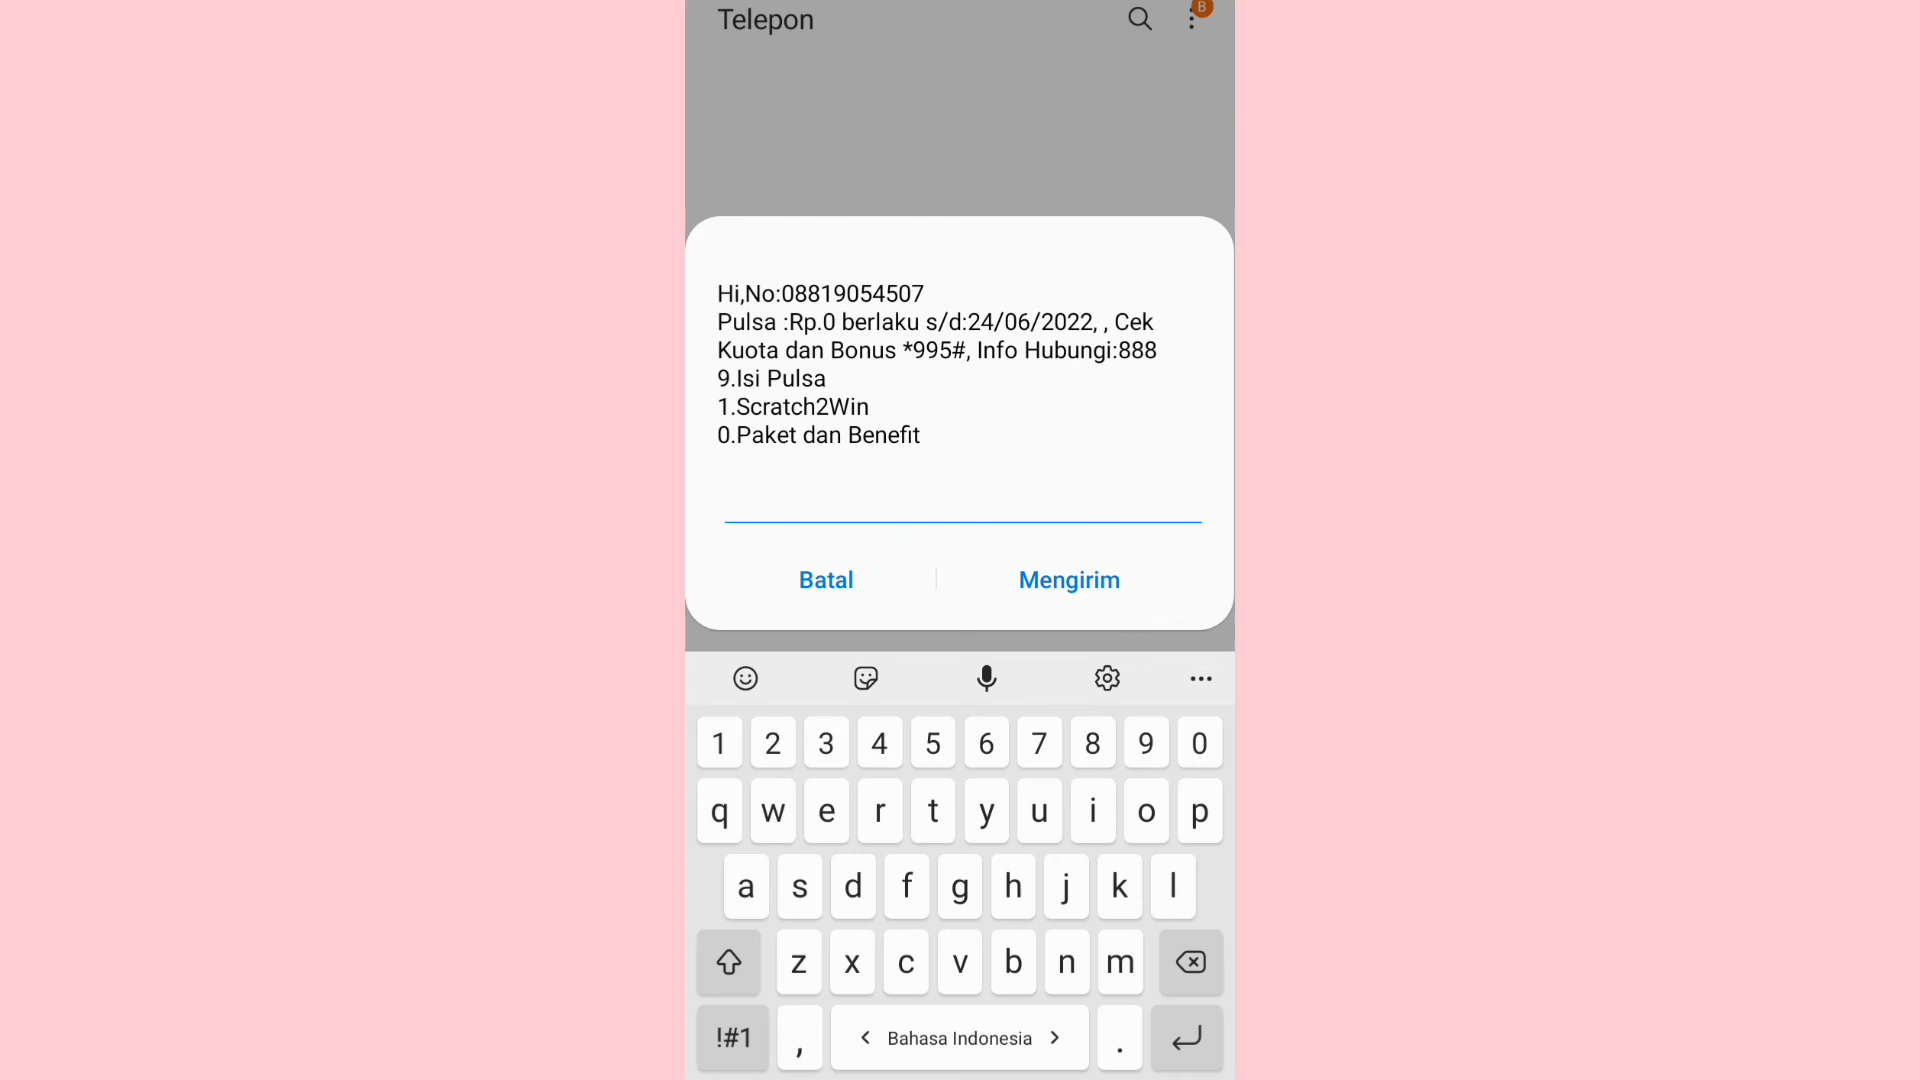 Telepon
B
Hi,No:08819054507
Pulsa :Rp.0 berlaku s/d:24/06/2022, , Cek
Kuota dan Bonus *995#, Info Hubungi:888
9.Isi Pulsa
1.Scratch2Win
0.Paket dan Benefit
Batal
Mengirim
1 2 3 4 5 6 7 8 9 0
q w e r t y u i o p
a s d f g h j k l
z x c v b n m
!#1 , < Bahasa Indonesia > .